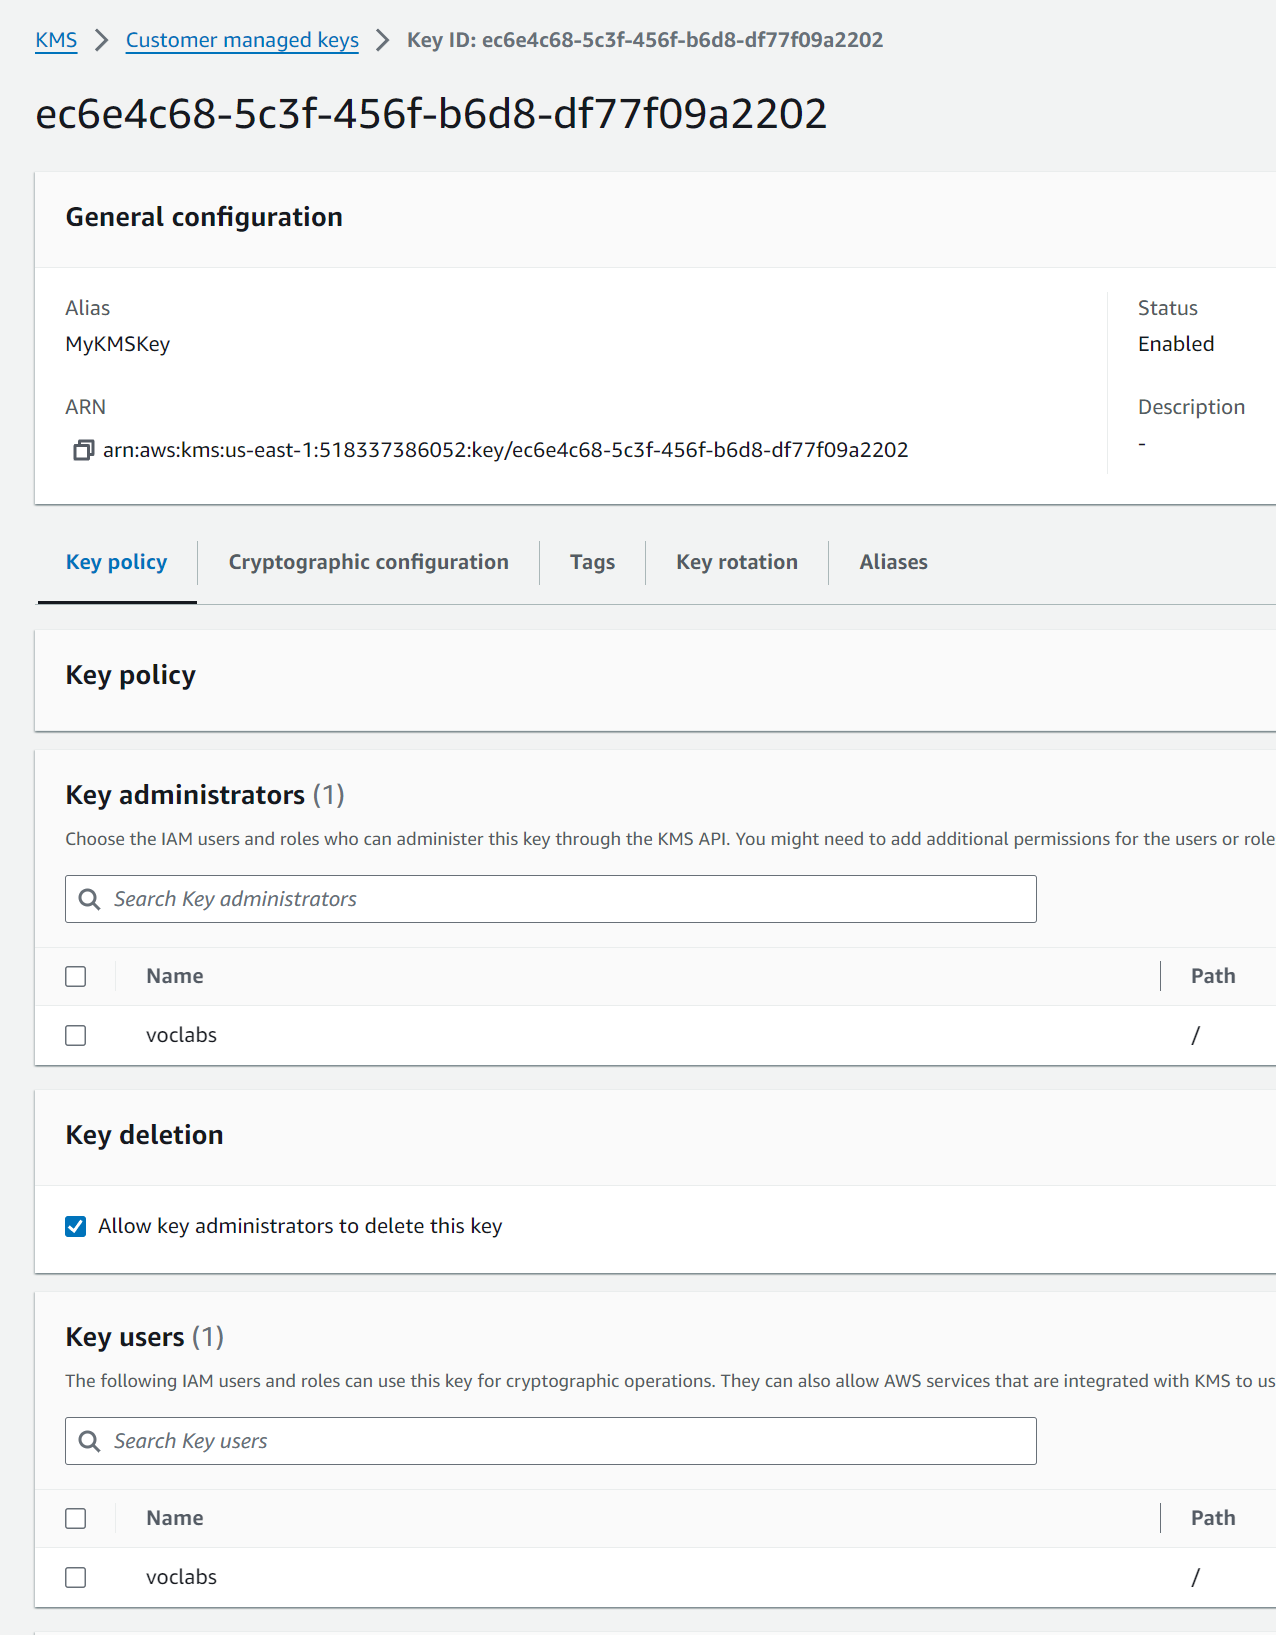 KMS > Customer managed keys > Key ID: ec6e4c68-5c3f-456f-b6d8-df77f09a2202
ec6e4c68-5c3f-456f-b6d8-df77f09a2202
General configuration
Alias
MyKMSKey
Status
Enabled
ARN
arn:aws:kms:us-east-1:518337386052:key/ec6e4c68-5c3f-456f-b6d8-df77f09a2202
Description
-
Key policy Cryptographic configuration Tags Key rotation Aliases
Key policy
Key administrators (1)
Choose the IAM users and roles who can administer this key through the KMS API. You might need to add additional permissions for the users or role
Search Key administrators
Name Path
voclabs /
Key deletion
Allow key administrators to delete this key
Key users (1)
The following IAM users and roles can use this key for cryptographic operations. They can also allow AWS services that are integrated with KMS to us
Search Key users
Name Path
voclabs /